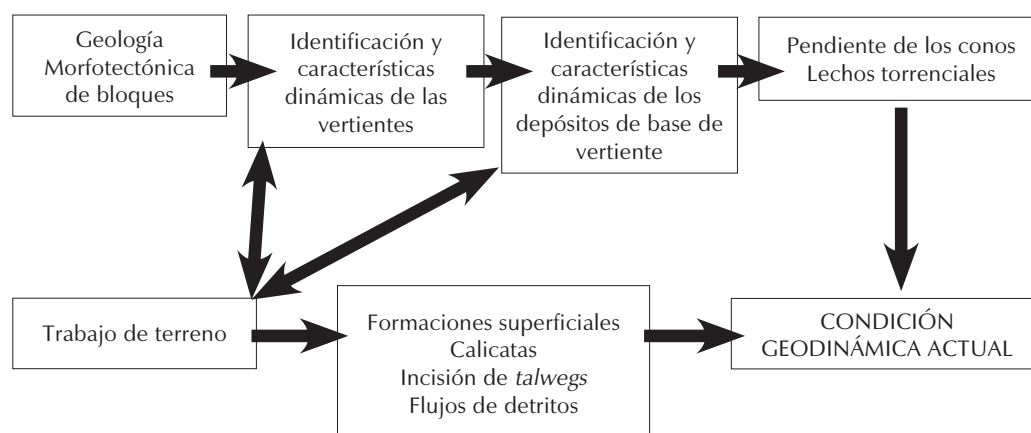 Geología
Morfotectónica
de bloques
Identificación y
características
dinámicas de las
vertientes
Identificación y
características
dinámicas de los
depósitos de base de
vertiente
Pendiente de los conos
Lechos torrenciales
Trabajo de terreno
Formaciones superficiales
Calicatas
Incisión de talwegs
Flujos de detritos
CONDICIÓN
GEODINÁMICA ACTUAL